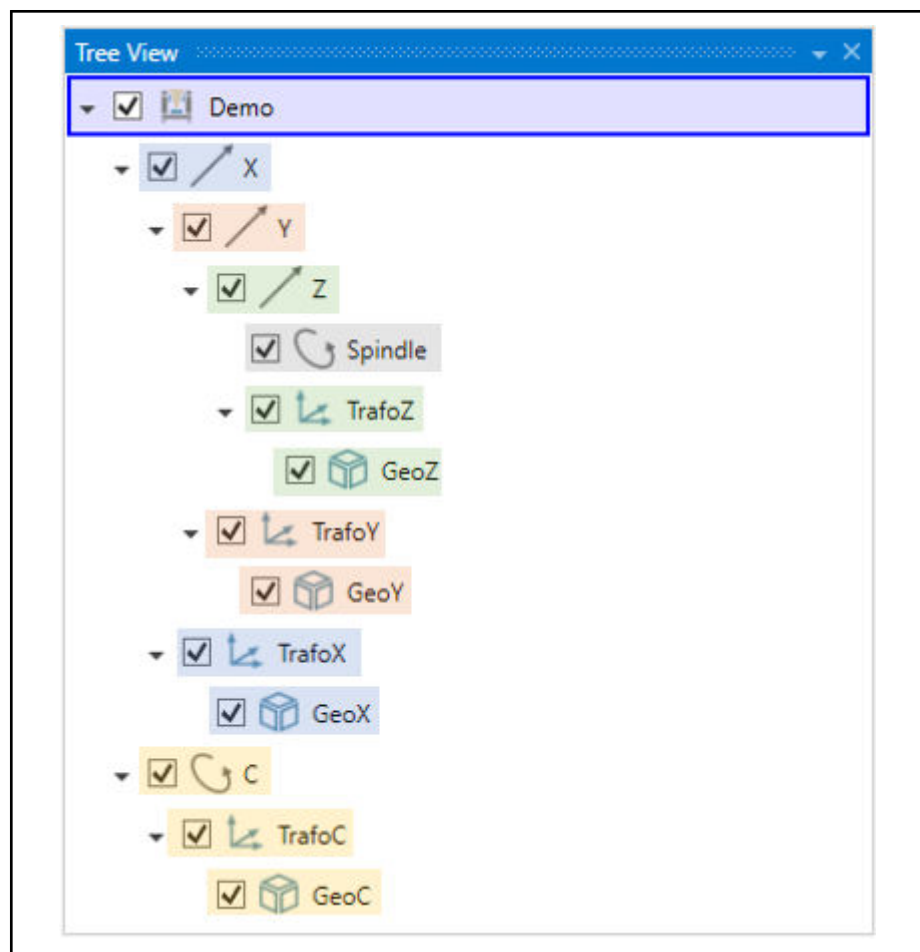 Tree View
Demo
X
Y
Z
Spindle
TrafoZ
GeoZ
TrafoY
GeoY
TrafoX
GeoX
C
TrafoC
GeoC